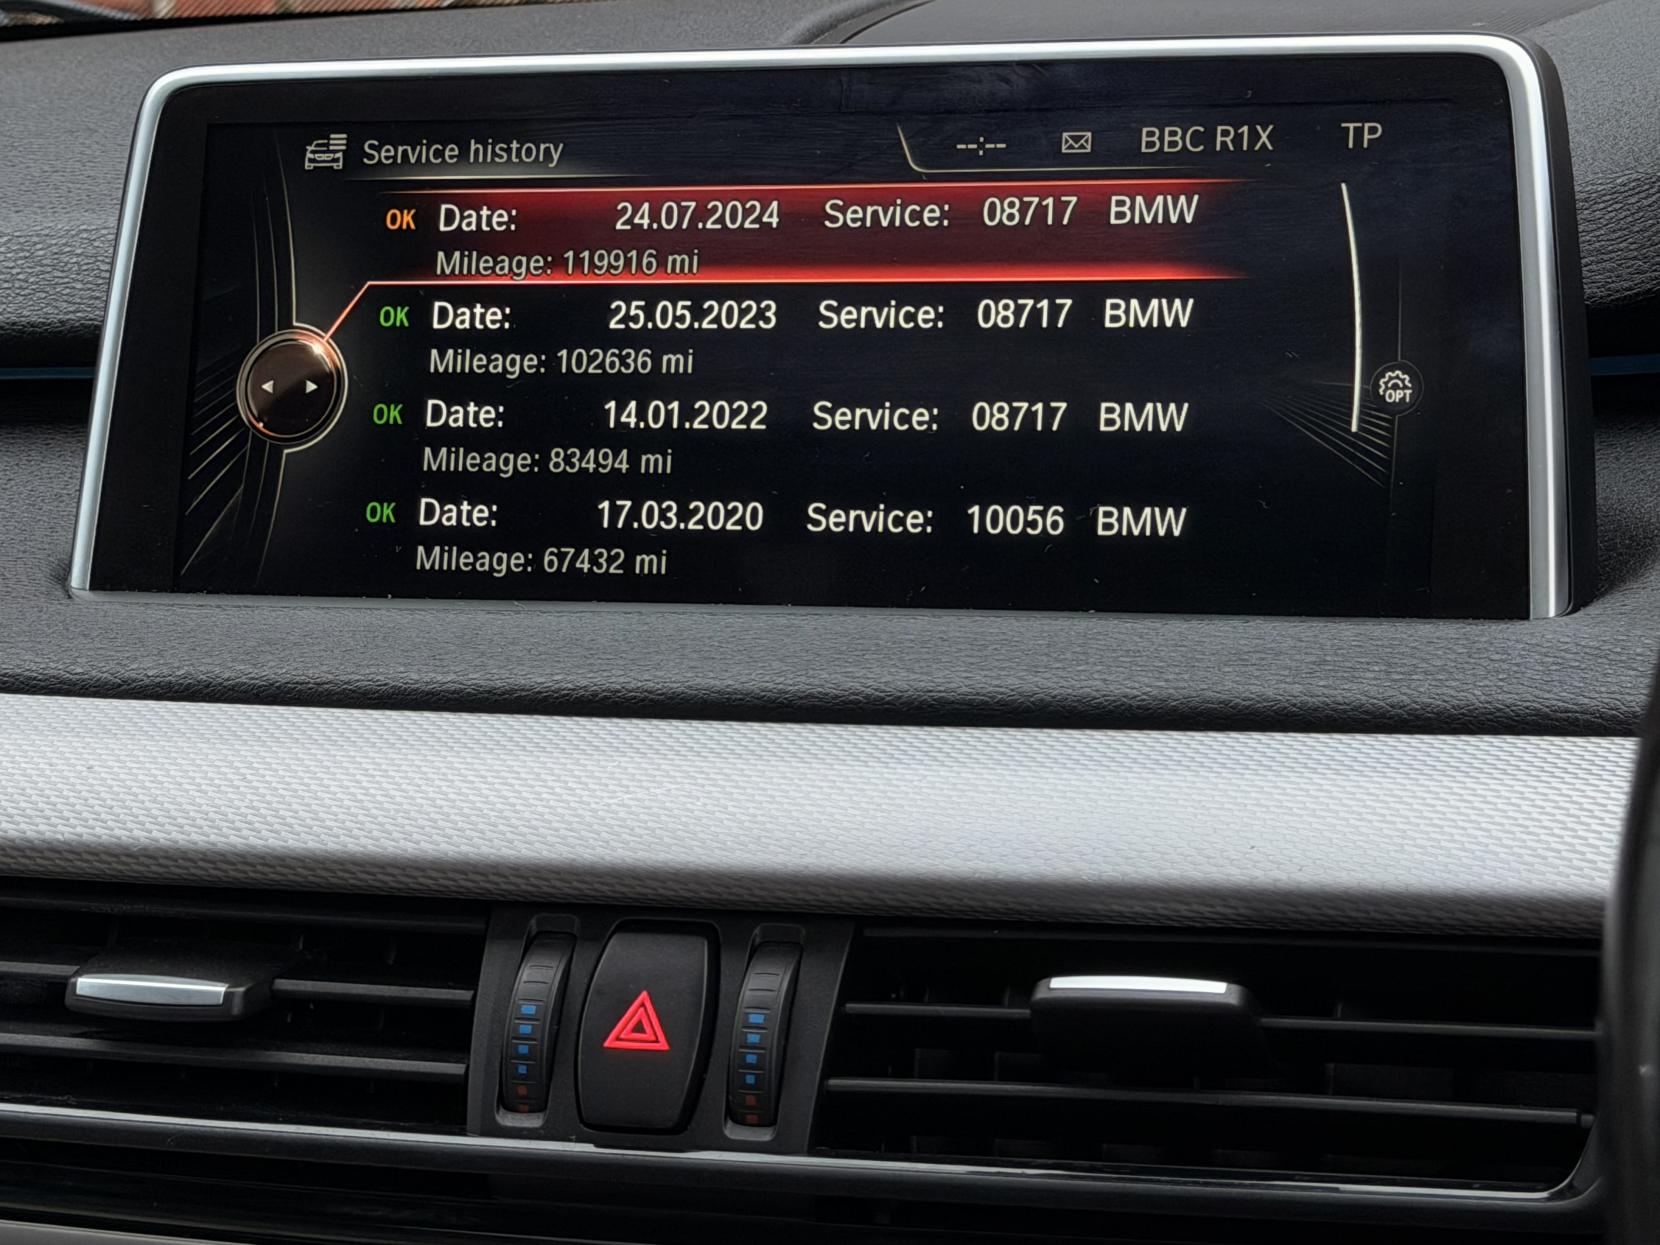 Service history --:-- BBC R1X TP
OK Date: 24.07.2024 Service: 08717 BMW
Mileage: 119916 mi
OK Date: 25.05.2023 Service: 08717 BMW
Mileage: 102636 mi
OK Date: 14.01.2022 Service: 08717 BMW
Mileage: 83494 mi
OK Date: 17.03.2020 Service: 10056 BMW
Mileage: 67432 mi
OPT